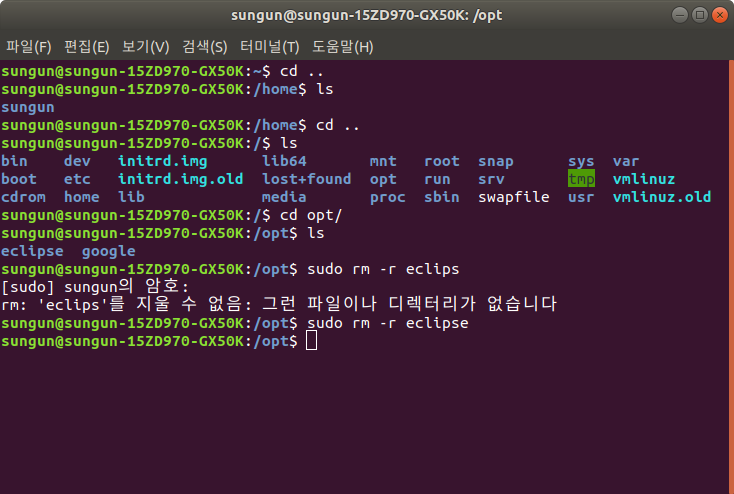 sungun@sungun-15ZD970-GX50K: /opt
파일(F) 편집(E) 보기(V) 검색(S) 터미널(T) 도움말(H)
sungun@sungun-15ZD970-GX50K:~$ cd ..
sungun@sungun-15ZD970-GX50K:/home$ ls
sungun
sungun@sungun-15ZD970-GX50K:/home$ cd ..
sungun@sungun-15ZD970-GX50K:/$ ls
bin dev initrd.img lib64 mnt root snap sys var
boot etc initrd.img.old lost+found opt run srv tmp vmlinuz
cdrom home lib media proc sbin swapfile usr vmlinuz.old
sungun@sungun-15ZD970-GX50K:/$ cd opt/
sungun@sungun-15ZD970-GX50K:/opt$ ls
eclipse google
sungun@sungun-15ZD970-GX50K:/opt$ sudo rm -r eclips
[sudo] sungun의 암호:
rm: 'eclips'를 지울 수 없음: 그런 파일이나 디렉터리가 없습니다
sungun@sungun-15ZD970-GX50K:/opt$ sudo rm -r eclipse
sungun@sungun-15ZD970-GX50K:/opt$